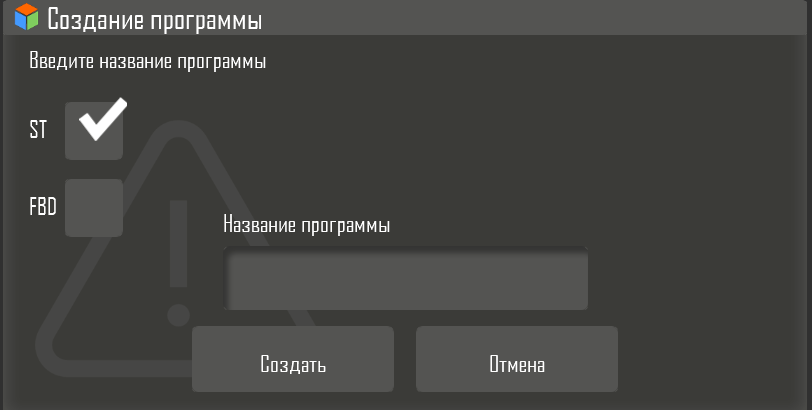 Создание программы
Введите название программы
ST
FBD
Название программы
Создать
Отмена